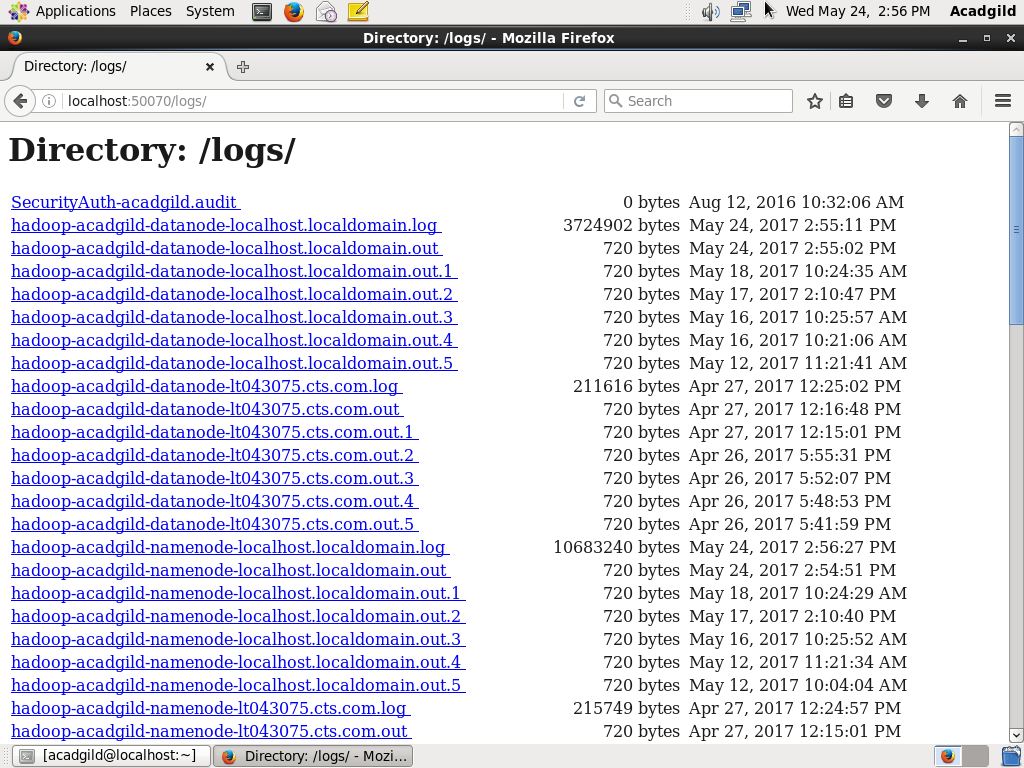 Applications Places System Wed May 24, 2:56 PM Acadgild
Directory: /logs/ - Mozilla Firefox
Directory: /logs/
localhost:50070/logs/ Search
Directory: /logs/
SecurityAuth-acadgild.audit 0 bytes Aug 12, 2016 10:32:06 AM
hadoop-acadgild-datanode-localhost.localdomain.log 3724902 bytes May 24, 2017 2:55:11 PM
hadoop-acadgild-datanode-localhost.localdomain.out 720 bytes May 24, 2017 2:55:02 PM
hadoop-acadgild-datanode-localhost.localdomain.out.1 720 bytes May 18, 2017 10:24:35 AM
hadoop-acadgild-datanode-localhost.localdomain.out.2 720 bytes May 17, 2017 2:10:47 PM
hadoop-acadgild-datanode-localhost.localdomain.out.3 720 bytes May 16, 2017 10:25:57 AM
hadoop-acadgild-datanode-localhost.localdomain.out.4 720 bytes May 16, 2017 10:21:06 AM
hadoop-acadgild-datanode-localhost.localdomain.out.5 720 bytes May 12, 2017 11:21:41 AM
hadoop-acadgild-datanode-lt043075.cts.com.log 211616 bytes Apr 27, 2017 12:25:02 PM
hadoop-acadgild-datanode-lt043075.cts.com.out 720 bytes Apr 27, 2017 12:16:48 PM
hadoop-acadgild-datanode-lt043075.cts.com.out.1 720 bytes Apr 27, 2017 12:15:01 PM
hadoop-acadgild-datanode-lt043075.cts.com.out.2 720 bytes Apr 26, 2017 5:55:31 PM
hadoop-acadgild-datanode-lt043075.cts.com.out.3 720 bytes Apr 26, 2017 5:52:07 PM
hadoop-acadgild-datanode-lt043075.cts.com.out.4 720 bytes Apr 26, 2017 5:48:53 PM
hadoop-acadgild-datanode-lt043075.cts.com.out.5 720 bytes Apr 26, 2017 5:41:59 PM
hadoop-acadgild-namenode-localhost.localdomain.log 10683240 bytes May 24, 2017 2:56:27 PM
hadoop-acadgild-namenode-localhost.localdomain.out 720 bytes May 24, 2017 2:54:51 PM
hadoop-acadgild-namenode-localhost.localdomain.out.1 720 bytes May 18, 2017 10:24:29 AM
hadoop-acadgild-namenode-localhost.localdomain.out.2 720 bytes May 17, 2017 2:10:40 PM
hadoop-acadgild-namenode-localhost.localdomain.out.3 720 bytes May 16, 2017 10:25:52 AM
hadoop-acadgild-namenode-localhost.localdomain.out.4 720 bytes May 12, 2017 11:21:34 AM
hadoop-acadgild-namenode-localhost.localdomain.out.5 720 bytes May 12, 2017 10:04:04 AM
hadoop-acadgild-namenode-lt043075.cts.com.log 215749 bytes Apr 27, 2017 12:24:57 PM
hadoop-acadgild-namenode-lt043075.cts.com.out 720 bytes Apr 27, 2017 12:15:01 PM
[acadgild@localhost:~] Directory: /logs/ - Mozi...